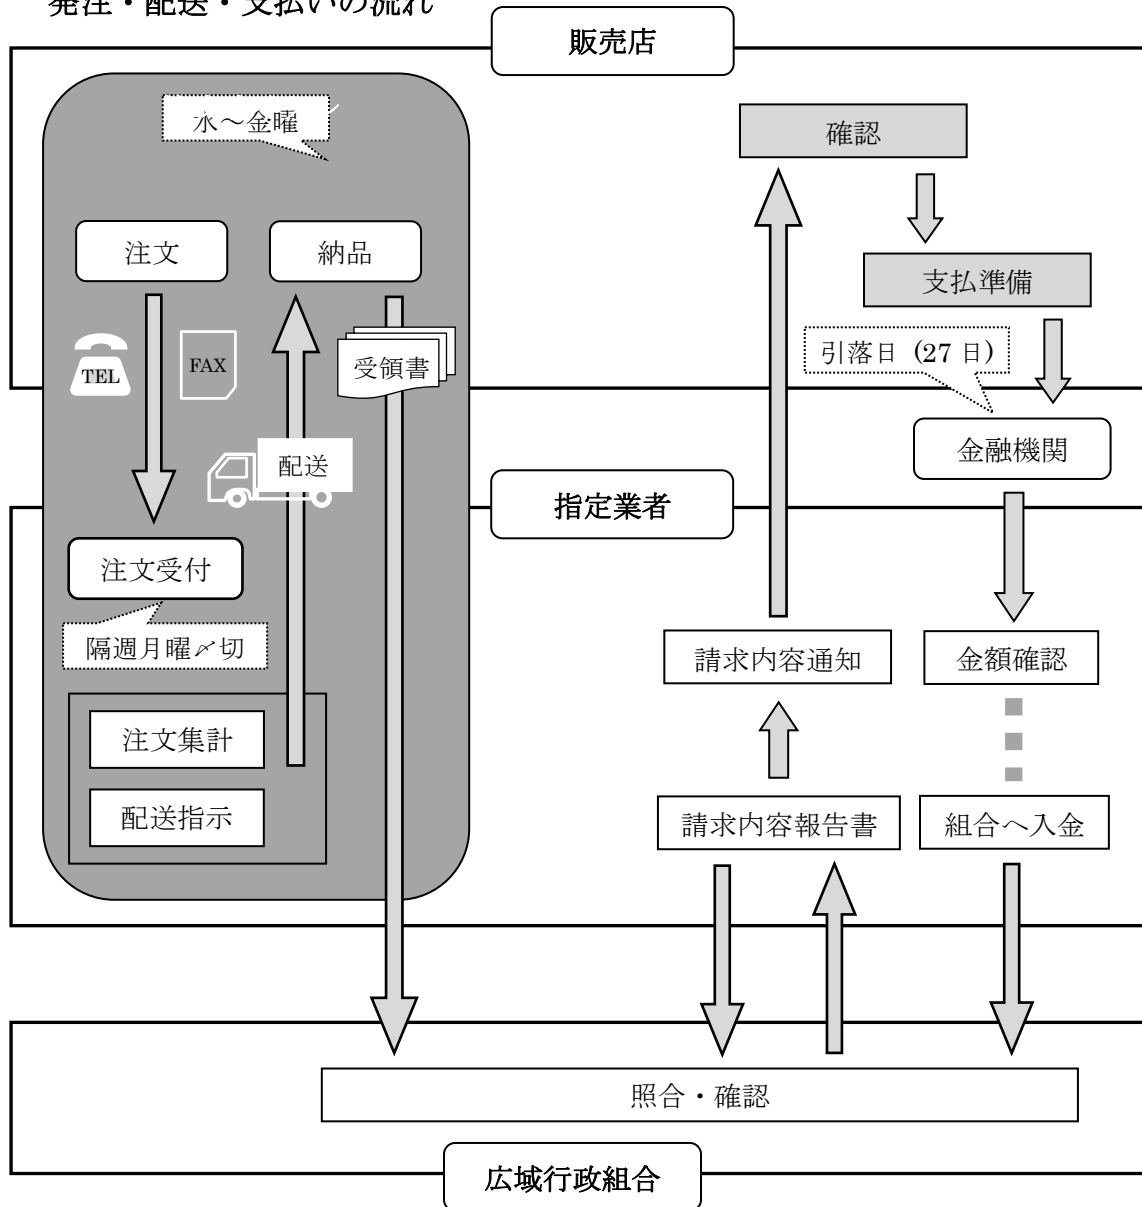 発注・配送・支払いの流れ
販売店
水～金曜
確認
注文
納品
支払準備
TEL
FAX
受領書
引落日 (27 日)
金融機関
配送
指定業者
注文受付
隔週月曜〆切
請求内容通知
金額確認
注文集計
配送指示
請求内容報告書
組合へ入金
照合・確認
広域行政組合